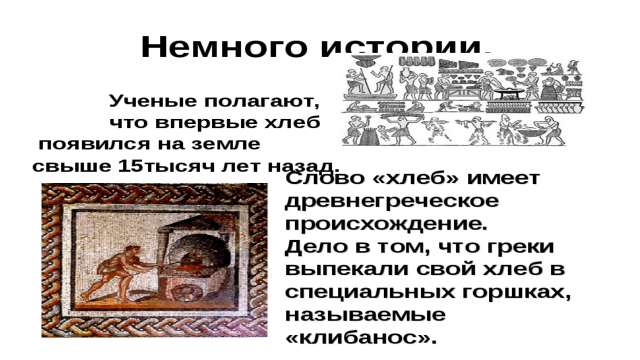 Немного истории.
Ученые полагают,
что впервые хлеб
появился на земле
свыше 15тысяч лет назад.
Слово «хлеб» имеет
древнегреческое
происхождение.
Дело в том, что греки
выпекали свой хлеб в
специальных горшках,
называемые
«клибанос».